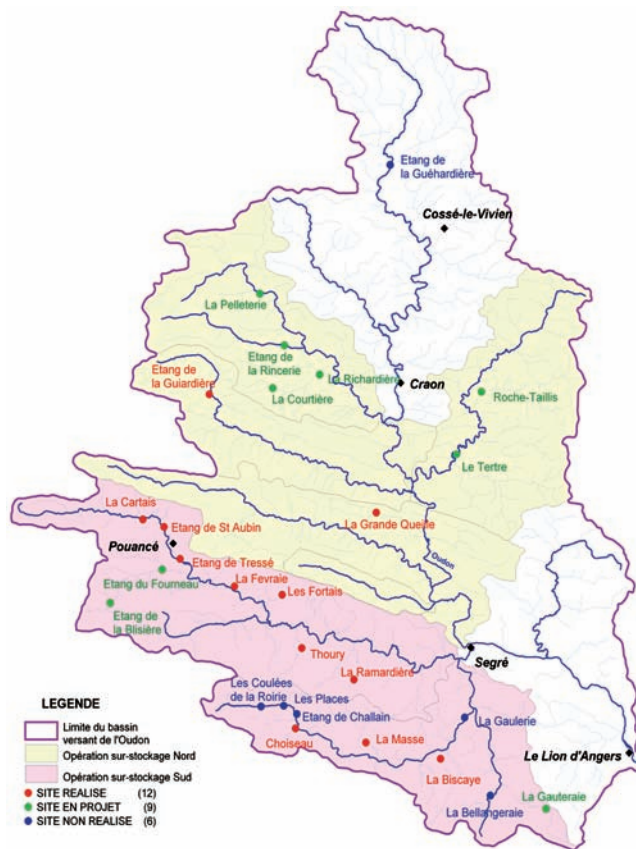 Etang de
la Guéhardière
Cossé-le-Vivien
La Pelleterie
Etang de
la Rincerie
La Richardière
Craon
Etang de
la Guiardière
La Courtière
Roche-Taillis
Le Tertre
La Cartais
La Grande Queille
Etang de St Aubin
Pouancé
Oudon
Etang de Tressé
Etang du Fourneau
La Fevraie
Les Fortais
Etang de
la Blisière
Thoury
Segré
La Ramardière
Les Coulées
de la Roirie
Les Places
Etang de Challain
La Gaulerie
Choiseau
La Masse
Le Lion d'Angers
La Biscaye
La Bellangeraie
La Gauteraie
LEGENDE
Limite du bassin
versant de l'Oudon
Opération sur-stockage Nord
Opération sur-stockage Sud
SITE REALISE (12)
SITE EN PROJET (9)
SITE NON REALISE (6)